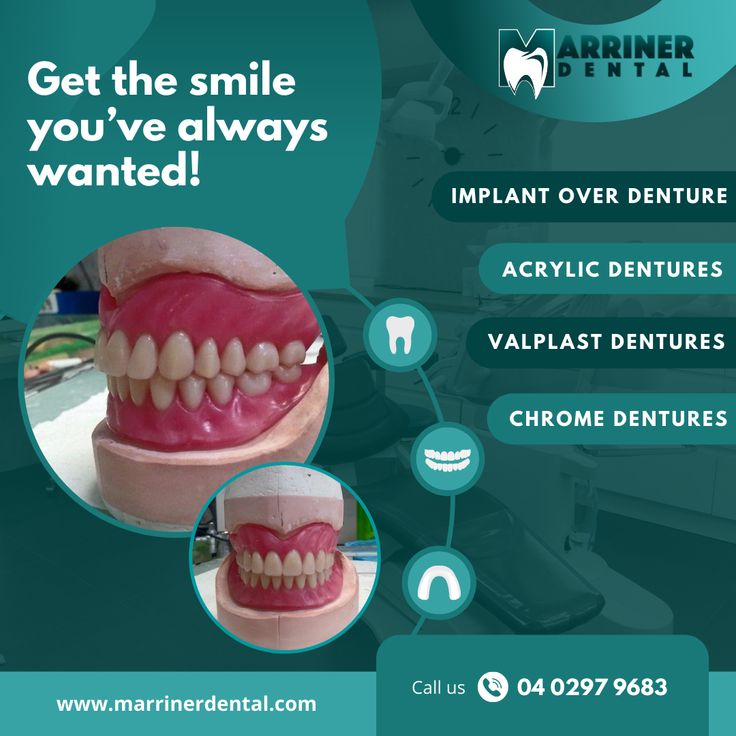 MARRINER
DENTAL
Get the smile
you’ve always
wanted!
IMPLANT OVER DENTURE
ACRYLIC DENTURES
VALPLAST DENTURES
CHROME DENTURES
Call us 04 0297 9683
www.marrinerdental.com